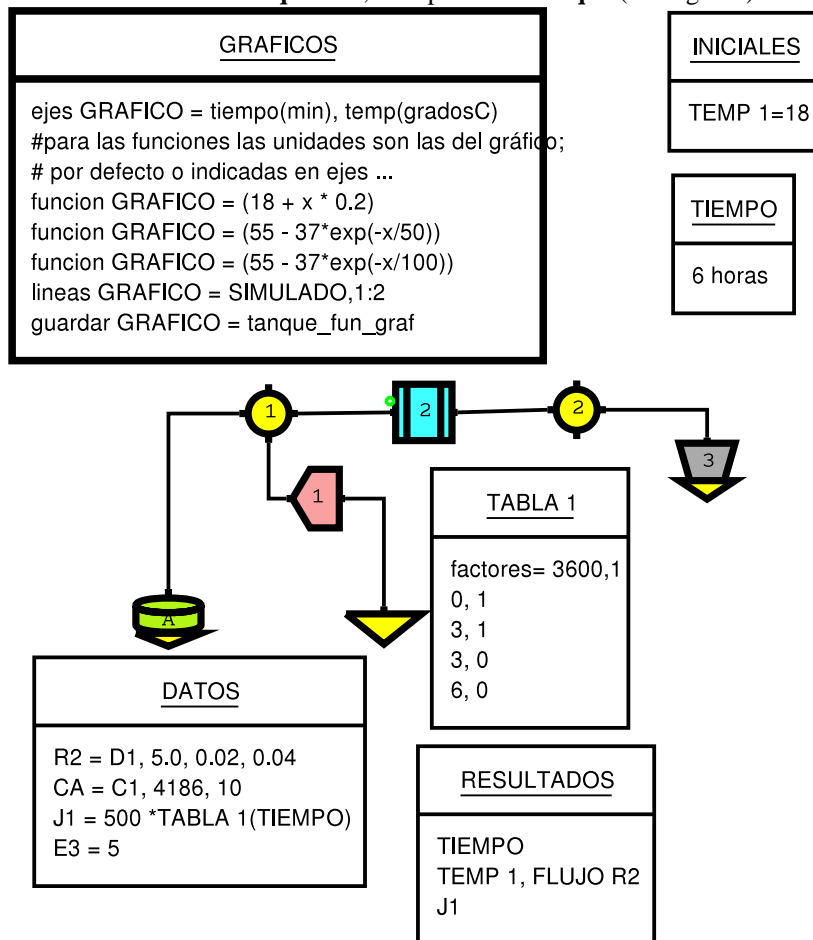 GRAFICOS
ejes GRAFICO = tiempo(min), temp(gradosC)
#para las funciones las unidades son las del gráfico;
# por defecto o indicadas en ejes ...
funcion GRAFICO = (18 + x * 0.2)
funcion GRAFICO = (55 - 37*exp(-x/50))
funcion GRAFICO = (55 - 37*exp(-x/100))
lineas GRAFICO = SIMULADO,1:2
guardar GRAFICO = tanque_fun_graf
INICIALES
TEMP 1=18
TIEMPO
6 horas
1
2
2
3
1
A
TABLA 1
factores= 3600,1
0, 1
3, 1
3, 0
6, 0
DATOS
R2 = D1, 5.0, 0.02, 0.04
CA = C1, 4186, 10
J1 = 500 *TABLA 1(TIEMPO)
E3 = 5
RESULTADOS
TIEMPO
TEMP 1, FLUJO R2
J1